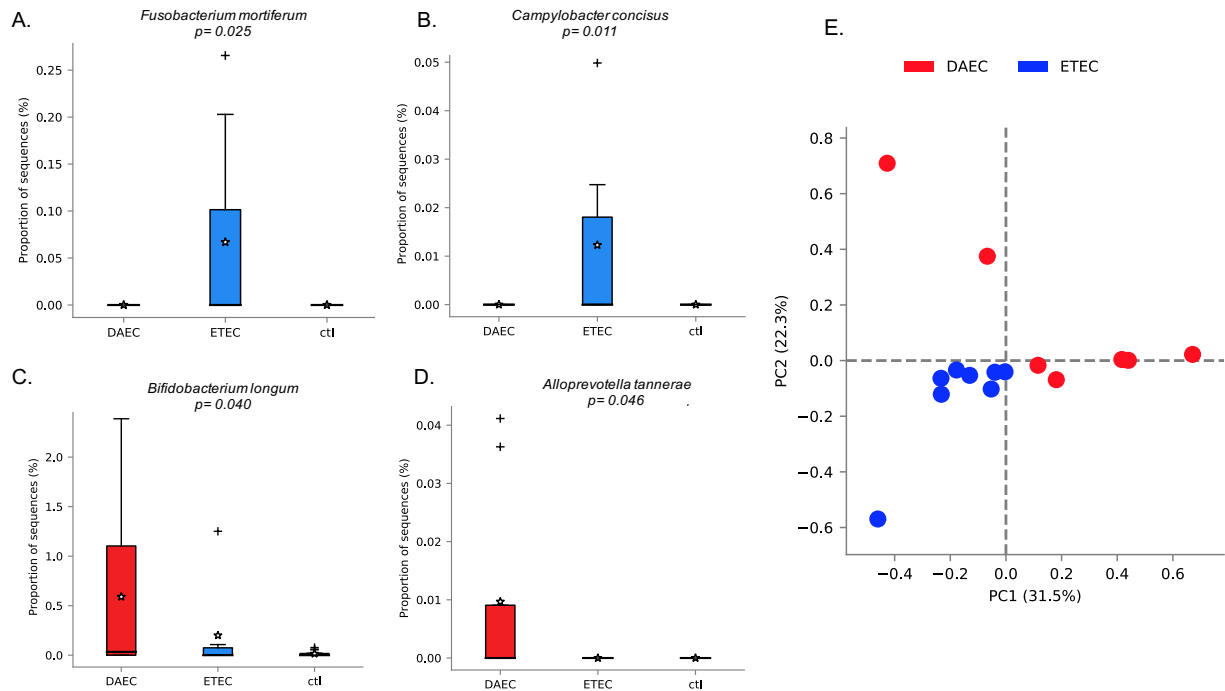 A.
Fusobacterium mortiferum
p= 0.025
Proportion of sequences (%)
0.25
0.20
0.15
0.10
0.05
0.00
DAEC
ETEC
ctl
B.
Campylobacter concisus
p= 0.011
Proportion of sequences (%)
0.05
0.04
0.03
0.02
0.01
0.00
DAEC
ETEC
ctl
C.
Bifidobacterium longum
p= 0.040
Proportion of sequences (%)
2.0
1.5
1.0
0.5
0.0
DAEC
ETEC
ctl
D.
Alloprevotella tannerae
p= 0.046
Proportion of sequences (%)
0.04
0.03
0.02
0.01
0.00
DAEC
ETEC
ctl
E.
DAEC
ETEC
PC2 (22.3%)
0.8
0.6
0.4
0.2
0.0
−0.2
−0.4
−0.6
−0.4
−0.2
0.0
0.2
0.4
0.6
PC1 (31.5%)